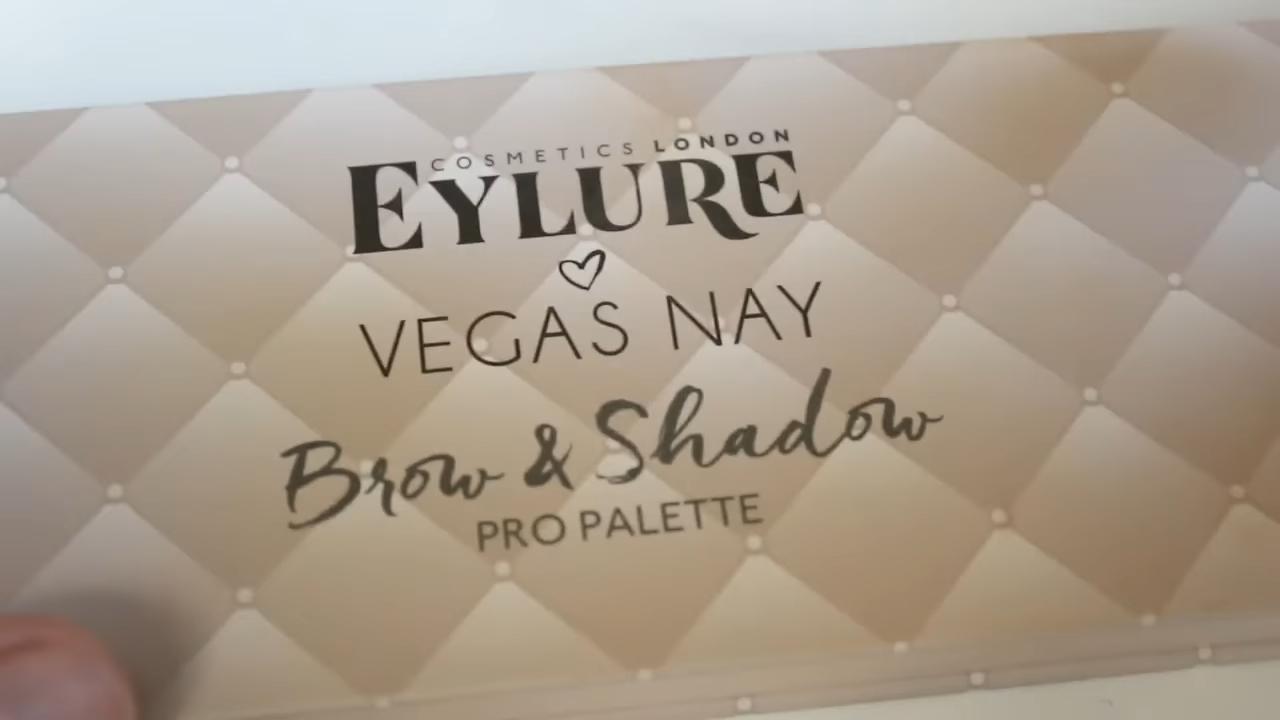 COSMETICS LONDON
EYLURE
VEGAS NAY
Brow & Shadow
PRO PALETTE